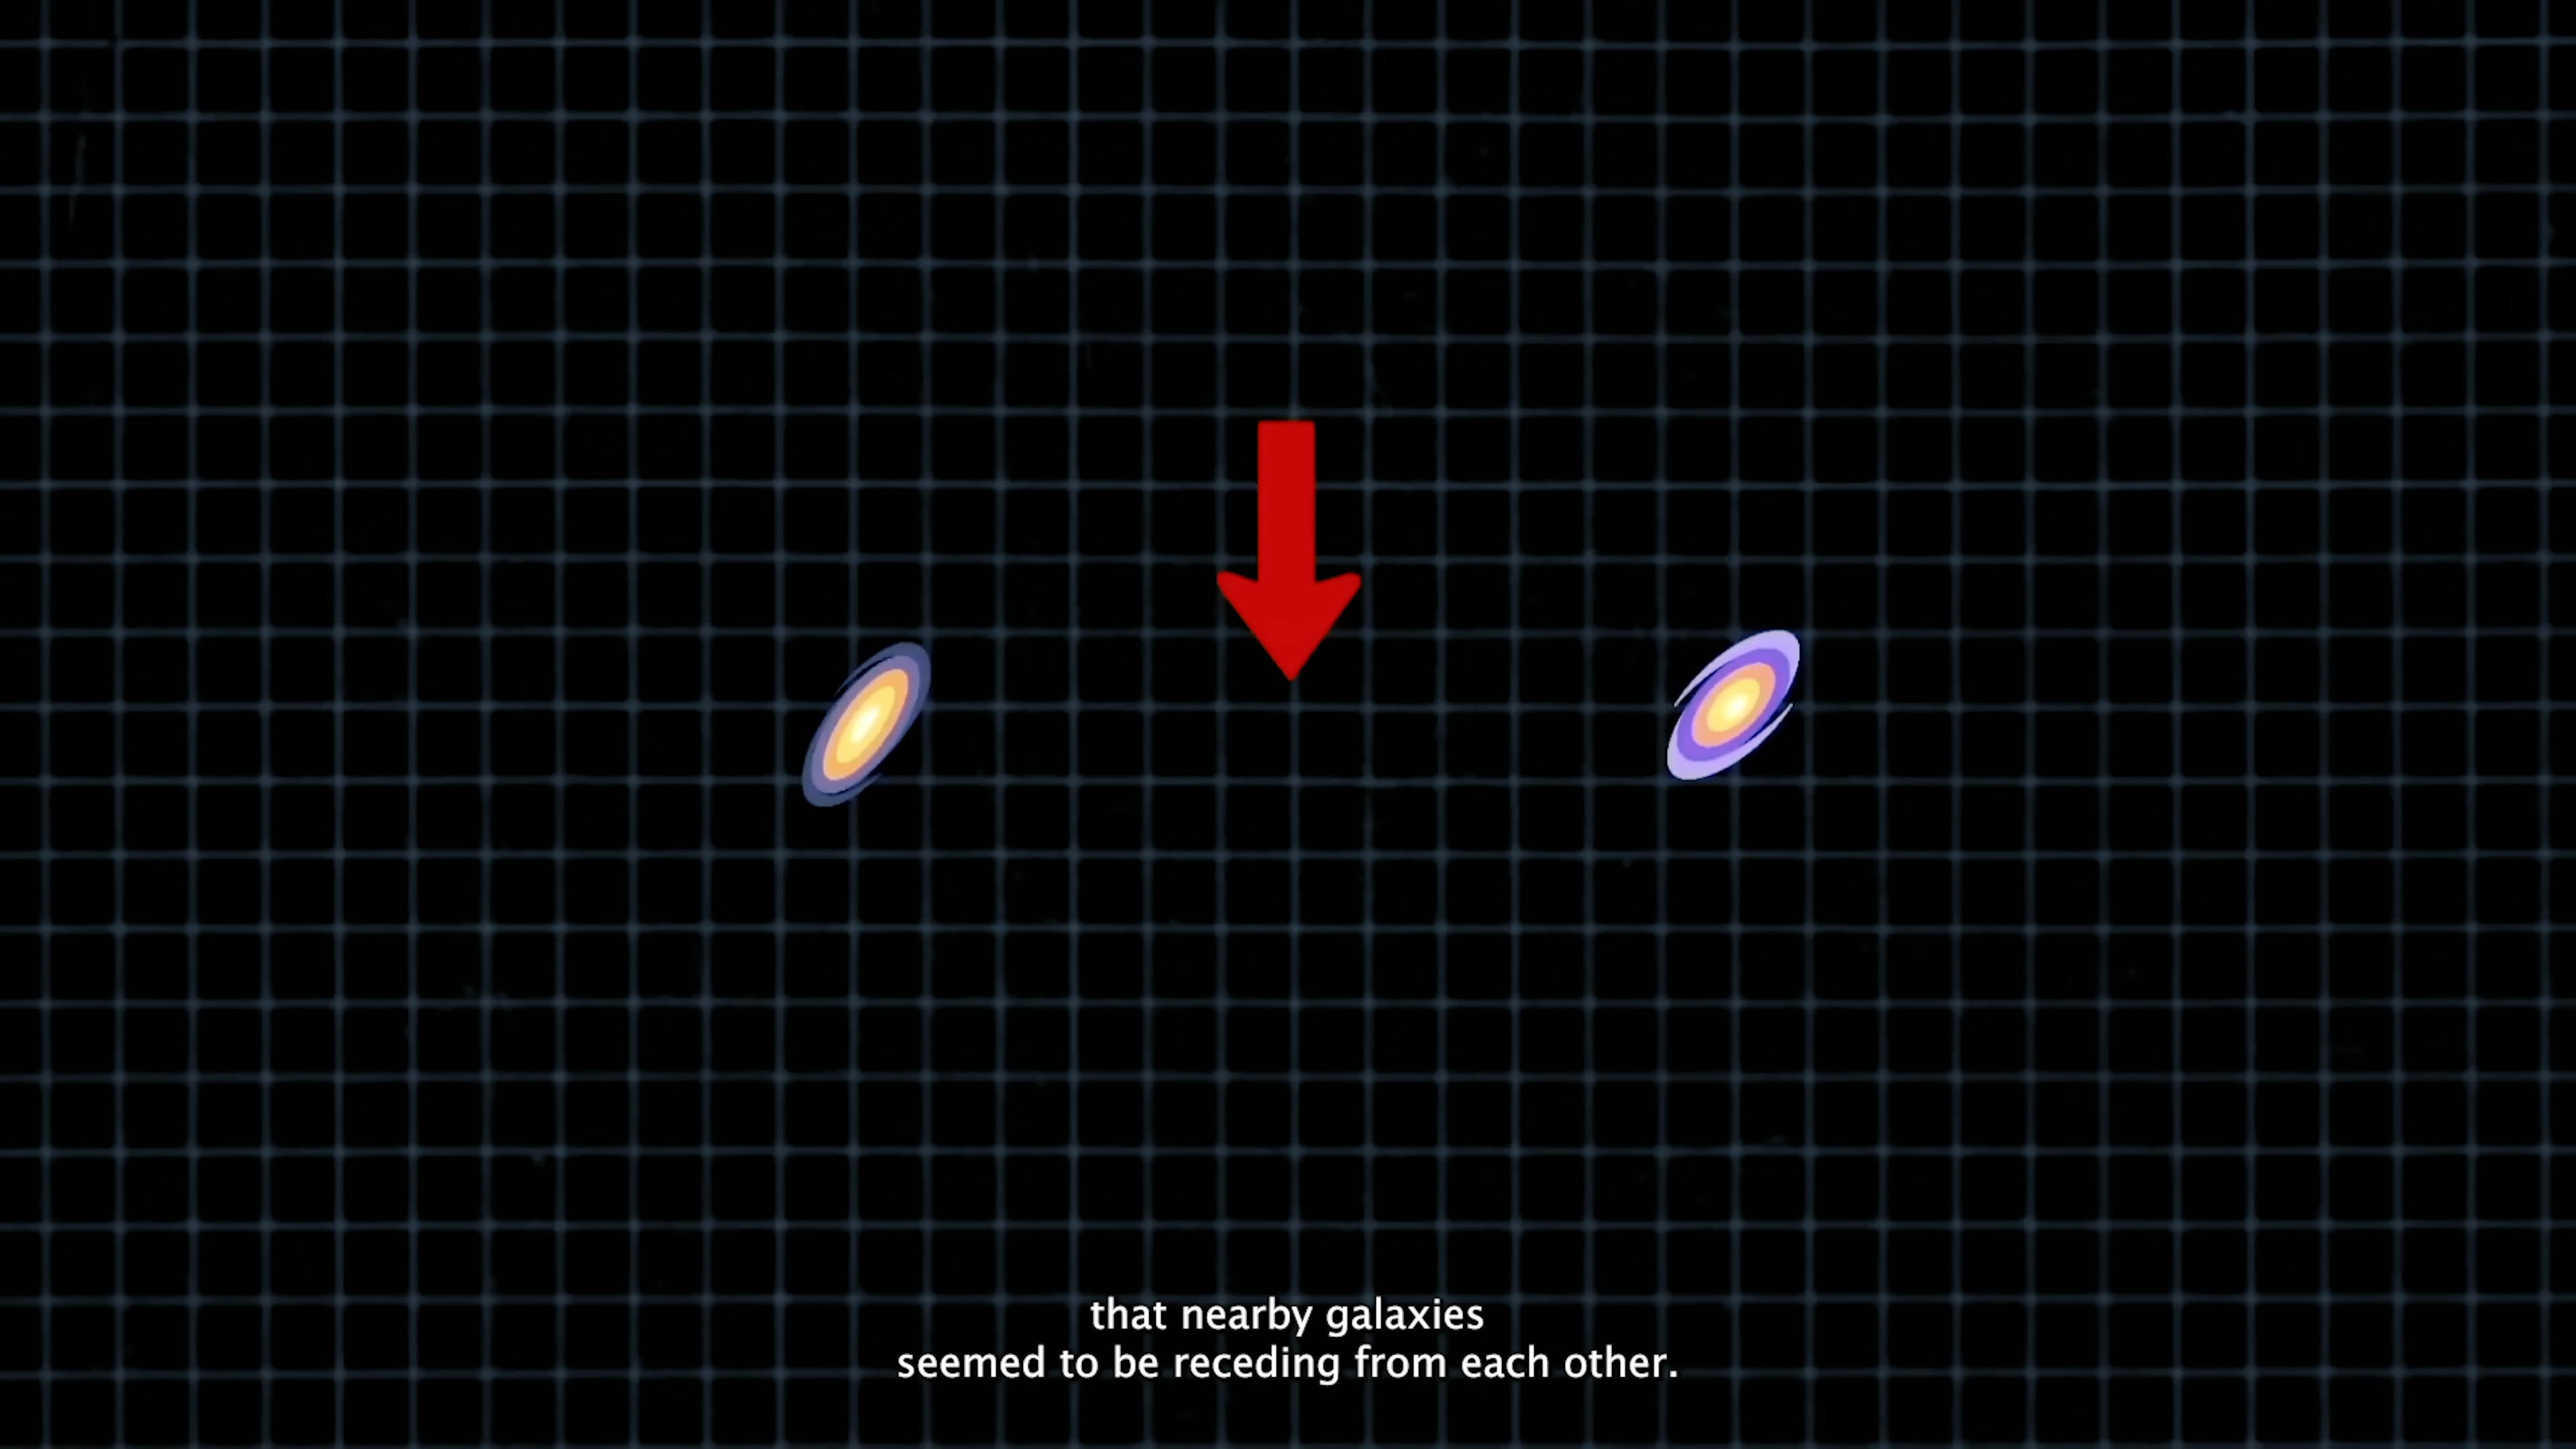 that nearby galaxies
seemed to be receding from each other.